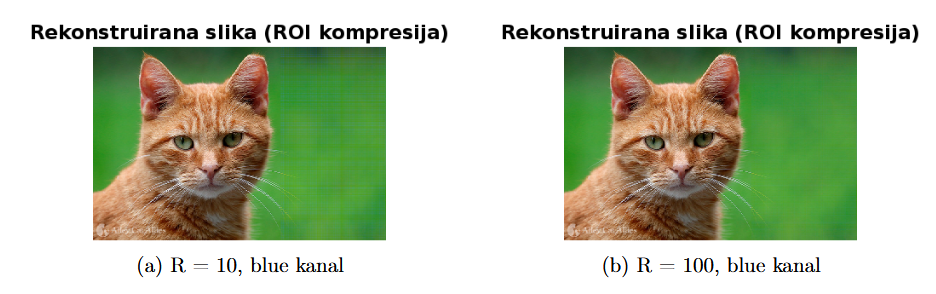 Rekonstruirana slika (ROI kompresija)
Rekonstruirana slika (ROI kompresija)
(a) R = 10, blue kanal
(b) R = 100, blue kanal